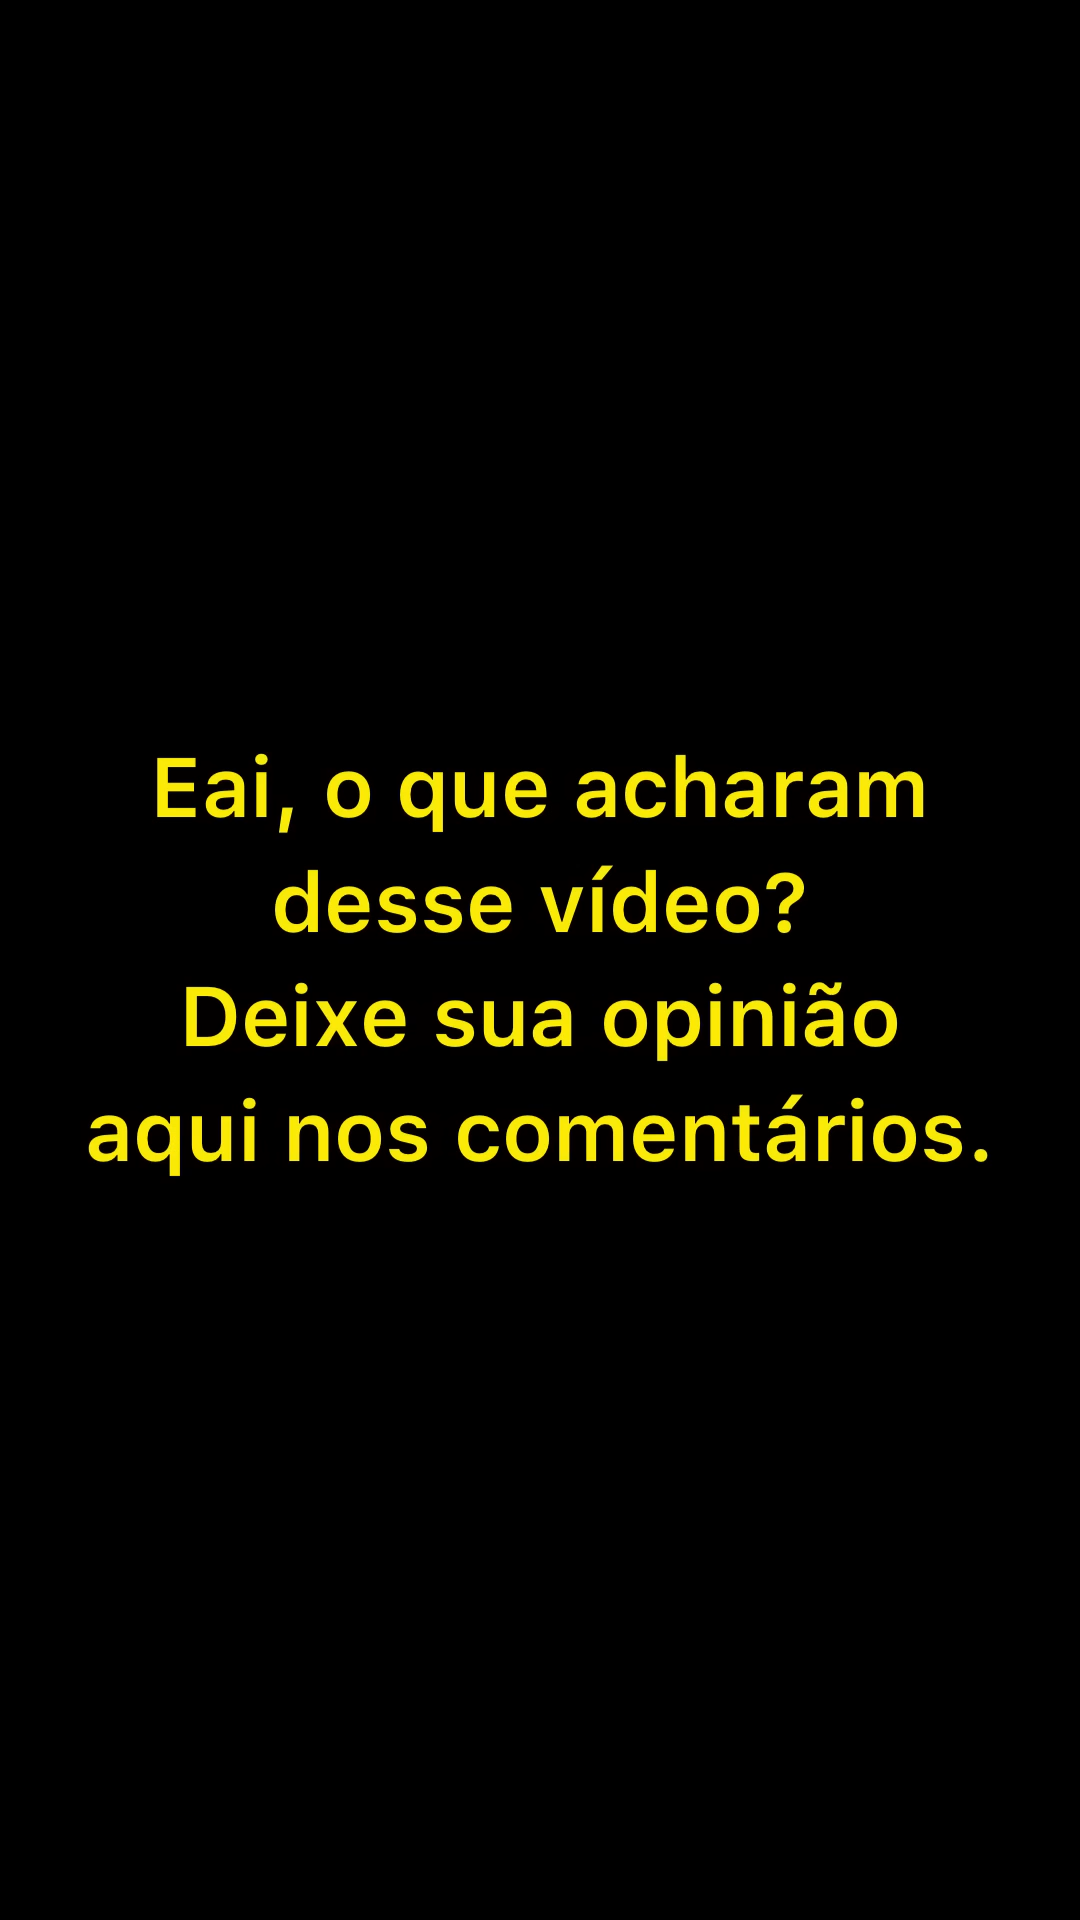 Eai, o que acharam
desse vídeo?
Deixe sua opinião
aqui nos comentários.